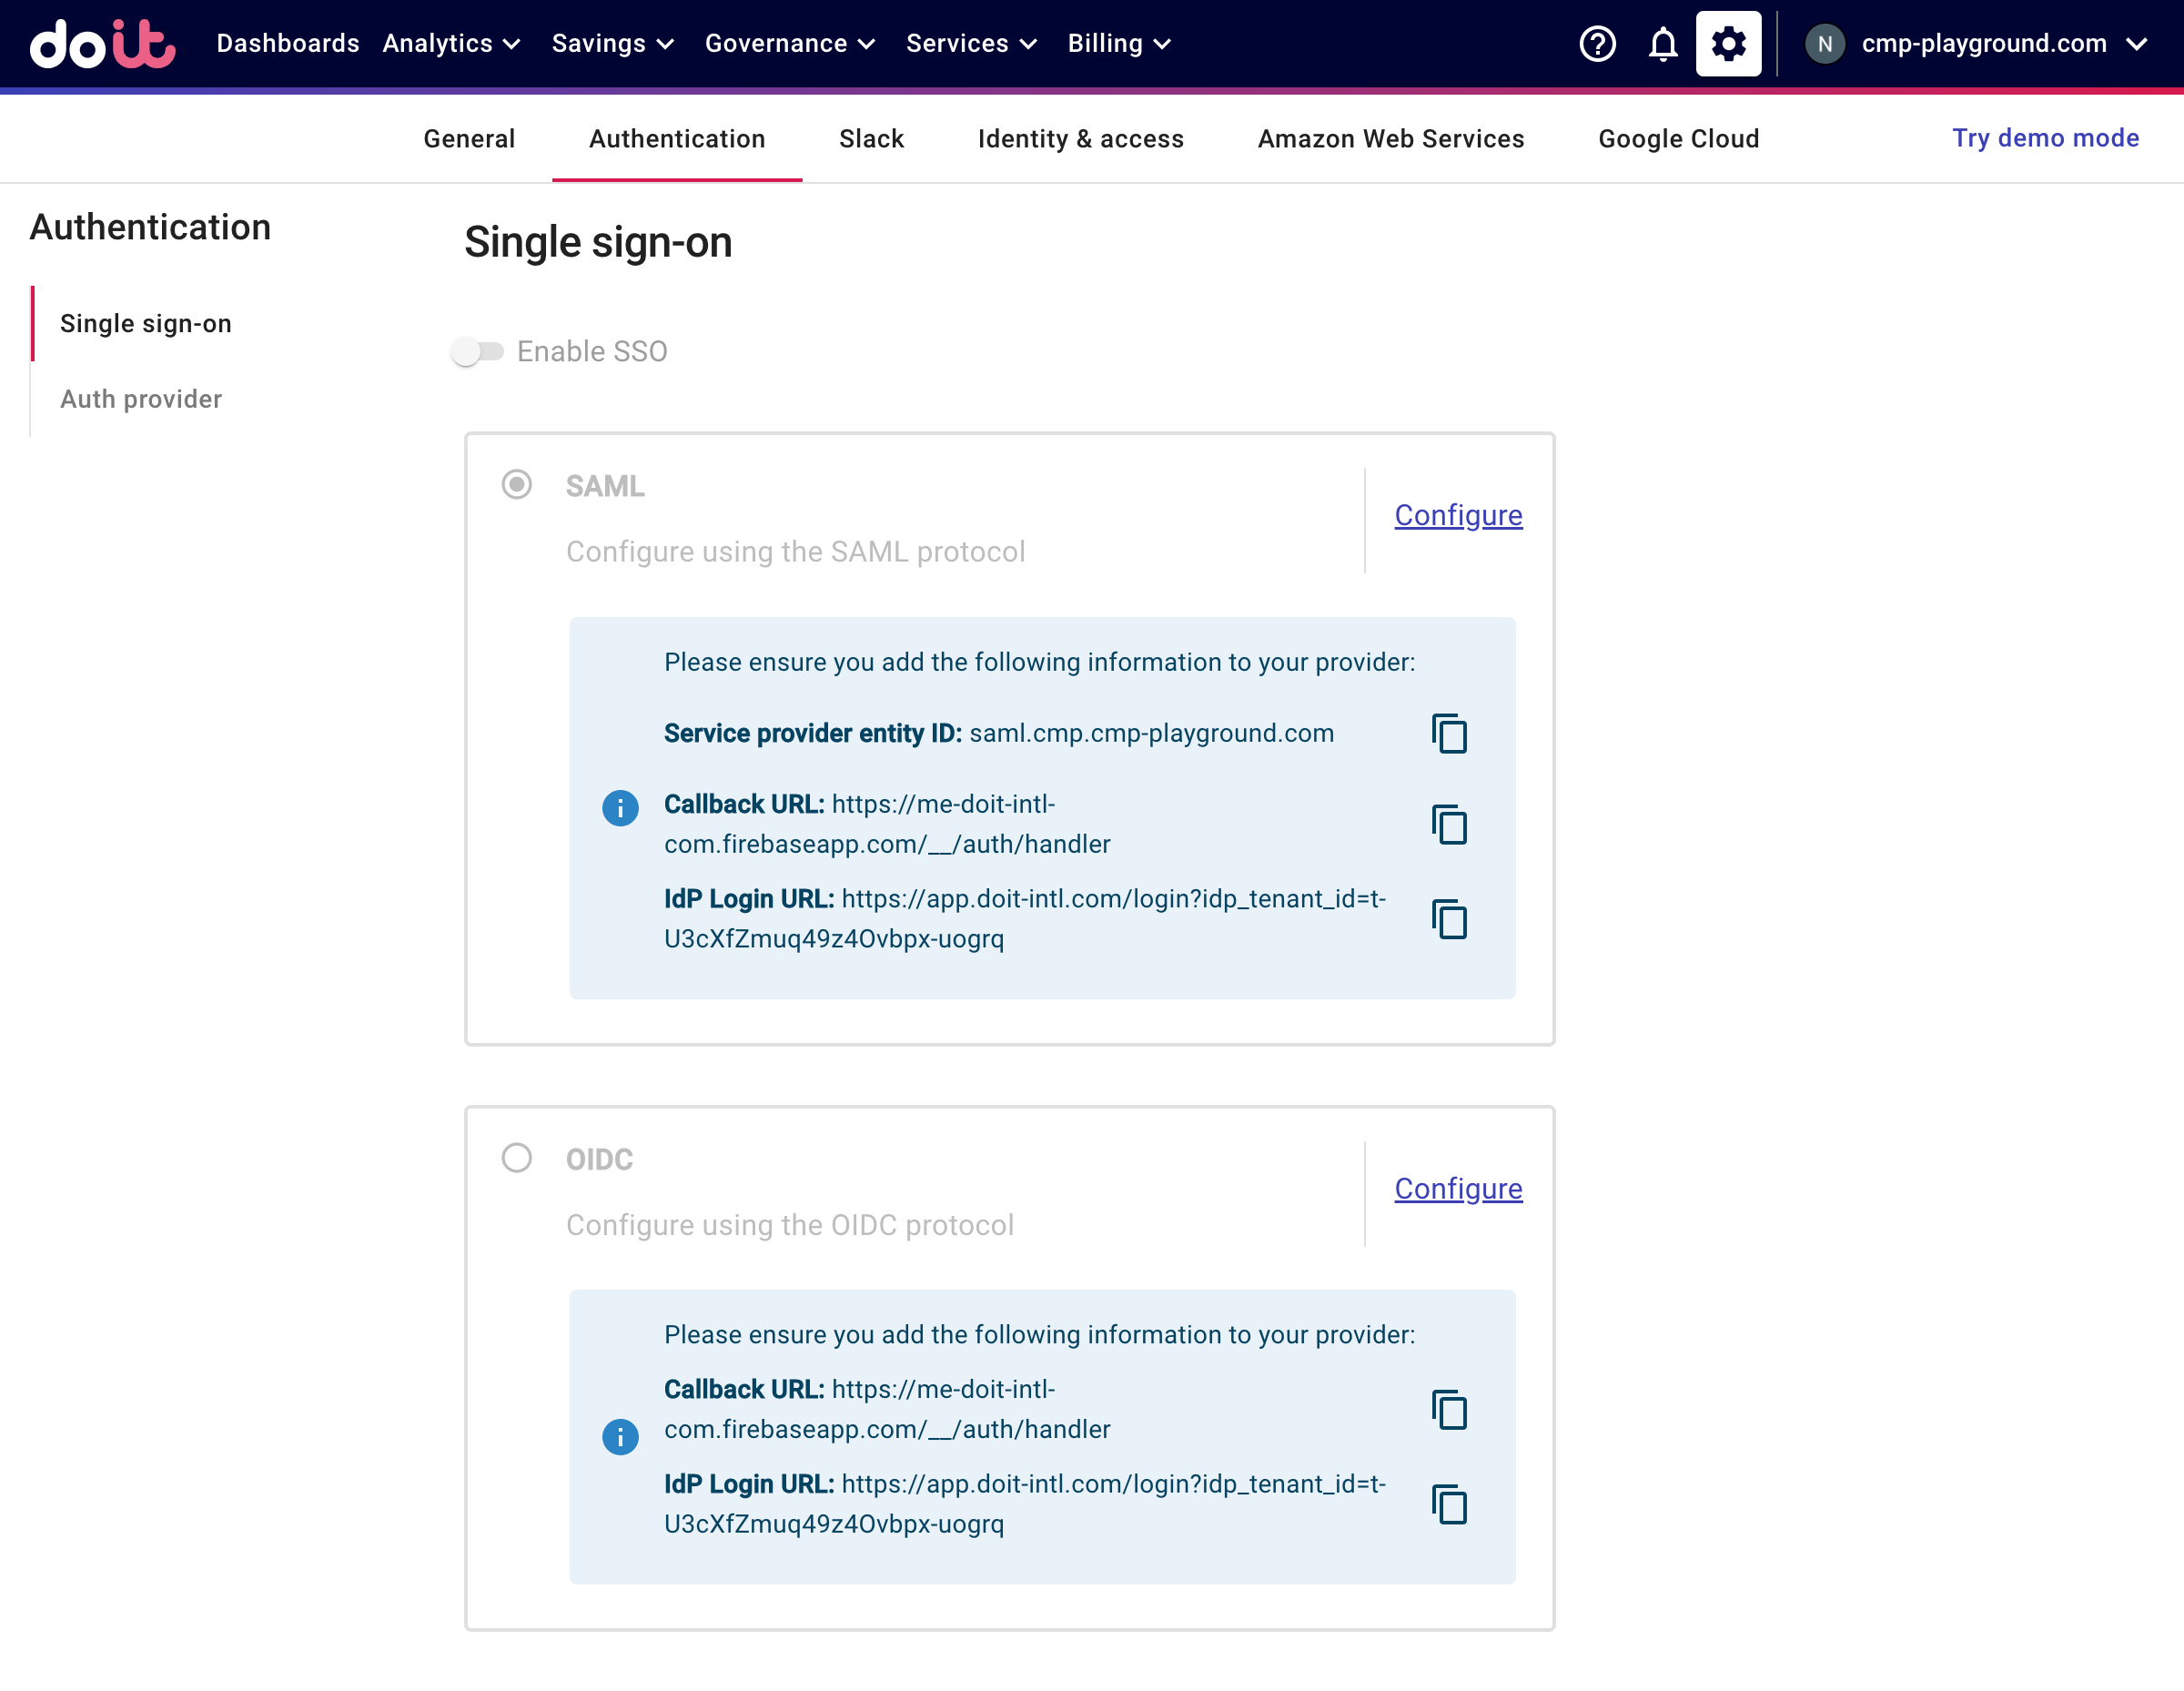 doit Dashboards Analytics Savings Governance Services Billing N cmp-playground.com
General Authentication Slack Identity & access Amazon Web Services Google Cloud Try demo mode
Authentication
Single sign-on
Auth provider
Single sign-on
Enable SSO
SAML
Configure using the SAML protocol
Configure
Please ensure you add the following information to your provider:
Service provider entity ID: saml.cmp.cmp-playground.com
Callback URL: https://me-doit-intl-
com.firebaseapp.com/__/auth/handler
IdP Login URL: https://app.doit-intl.com/login?idp_tenant_id=t-
U3cXfZmuq49z4Ovbpx-uogrq
OIDC
Configure using the OIDC protocol
Configure
Please ensure you add the following information to your provider:
Callback URL: https://me-doit-intl-
com.firebaseapp.com/__/auth/handler
IdP Login URL: https://app.doit-intl.com/login?idp_tenant_id=t-
U3cXfZmuq49z4Ovbpx-uogrq